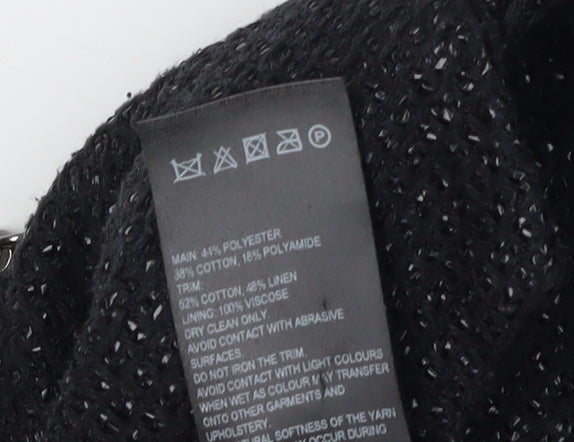 P
MAIN: 44% POLYESTER
38% COTTON, 18% POLYAMIDE
TRIM:
52% COTTON, 48% LINEN
LINING: 100% VISCOSE
DRY CLEAN ONLY.
AVOID CONTACT WITH ABRASIVE
SURFACES.
DO NOT IRON THE TRIM.
AVOID CONTACT WITH LIGHT COLOURS
WHEN WET AS COLOUR MAY TRANSFER
ONTO OTHER GARMENTS AND
UPHOLSTERY.
SOFTNESS OF THE YARN
OCCUR DURING